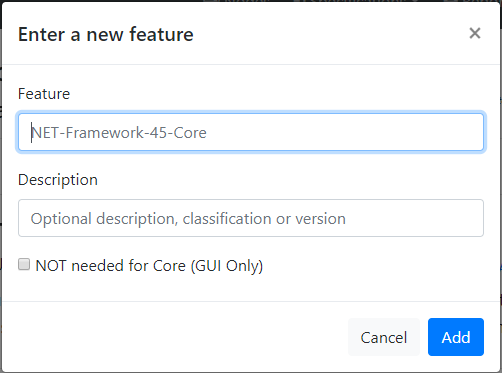 Enter a new feature
×
Feature
NET-Framework-45-Core
Description
Optional description, classification or version
NOT needed for Core (GUI Only)
Cancel Add